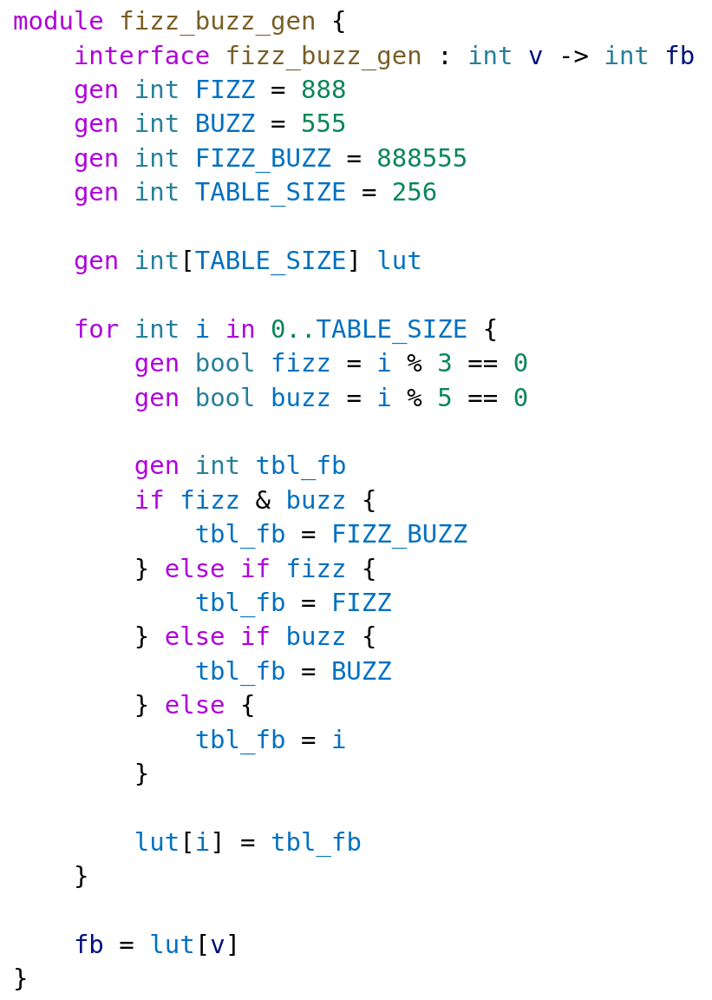 module fizz_buzz_gen {
    interface fizz_buzz_gen : int v -> int fb
    gen int FIZZ = 888
    gen int BUZZ = 555
    gen int FIZZ_BUZZ = 888555
    gen int TABLE_SIZE = 256

    gen int[TABLE_SIZE] lut

    for int i in 0..TABLE_SIZE {
        gen bool fizz = i % 3 == 0
        gen bool buzz = i % 5 == 0

        gen int tbl_fb
        if fizz & buzz {
            tbl_fb = FIZZ_BUZZ
        } else if fizz {
            tbl_fb = FIZZ
        } else if buzz {
            tbl_fb = BUZZ
        } else {
            tbl_fb = i
        }

        lut[i] = tbl_fb
    }

    fb = lut[v]
}